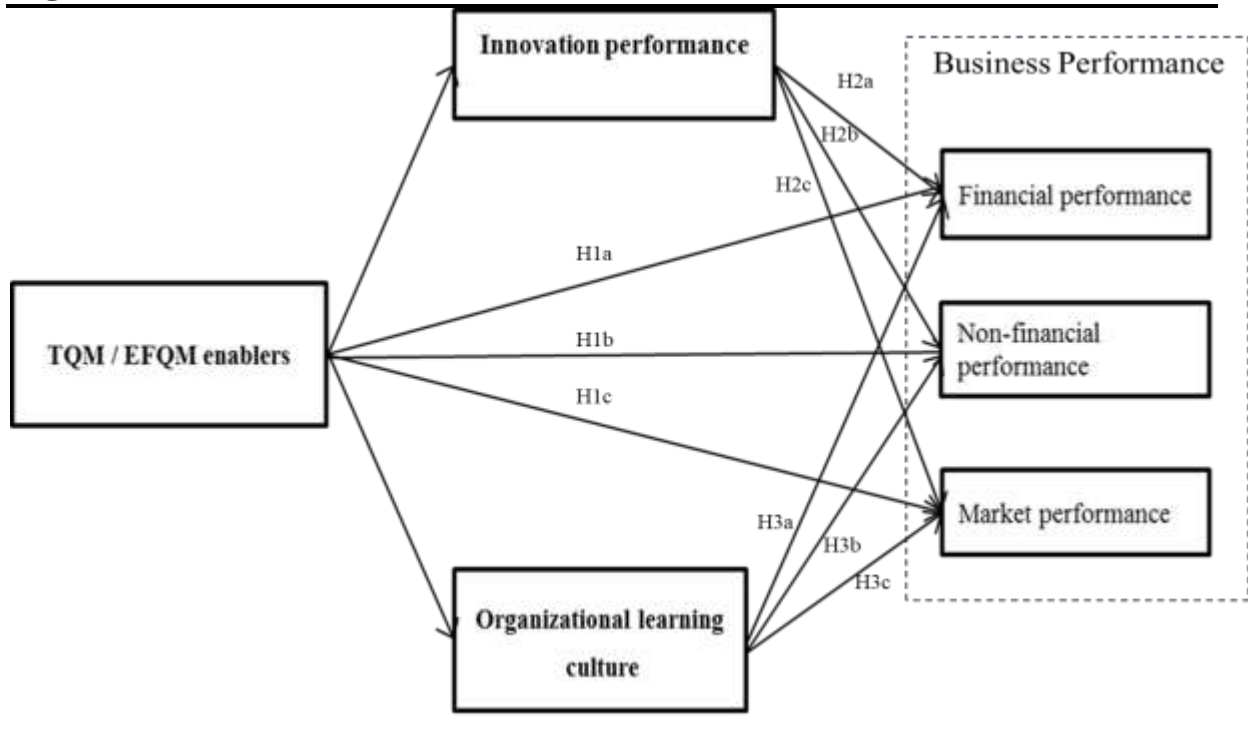 Innovation performance
Business Performance
H2a
H2b
H2c
Financial performance
H1a
TQM / EFQM enablers
H1b
Non-financial
performance
H1c
Market performance
H3a
H3b
H3c
Organizational learning
culture